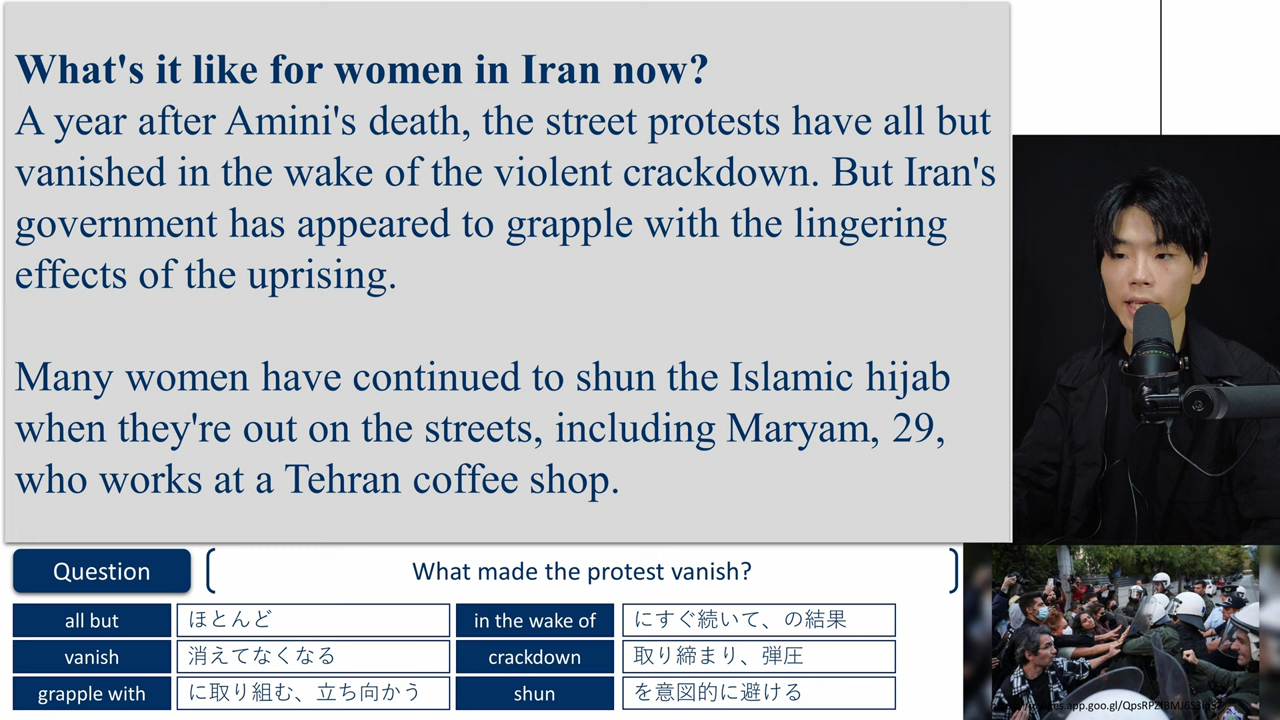 What's it like for women in Iran now?
A year after Amini's death, the street protests have all but
vanished in the wake of the violent crackdown. But Iran's
government has appeared to grapple with the lingering
effects of the uprising.
Many women have continued to shun the Islamic hijab
when they're out on the streets, including Maryam, 29,
who works at a Tehran coffee shop.
Question
What made the protest vanish?
all but ほとんど in the wake of にすぐ続いて、の結果
vanish 消えてなくなる crackdown 取り締まり、弾圧
grapple with に取り組む、立ち向かう shun を意図的に避ける